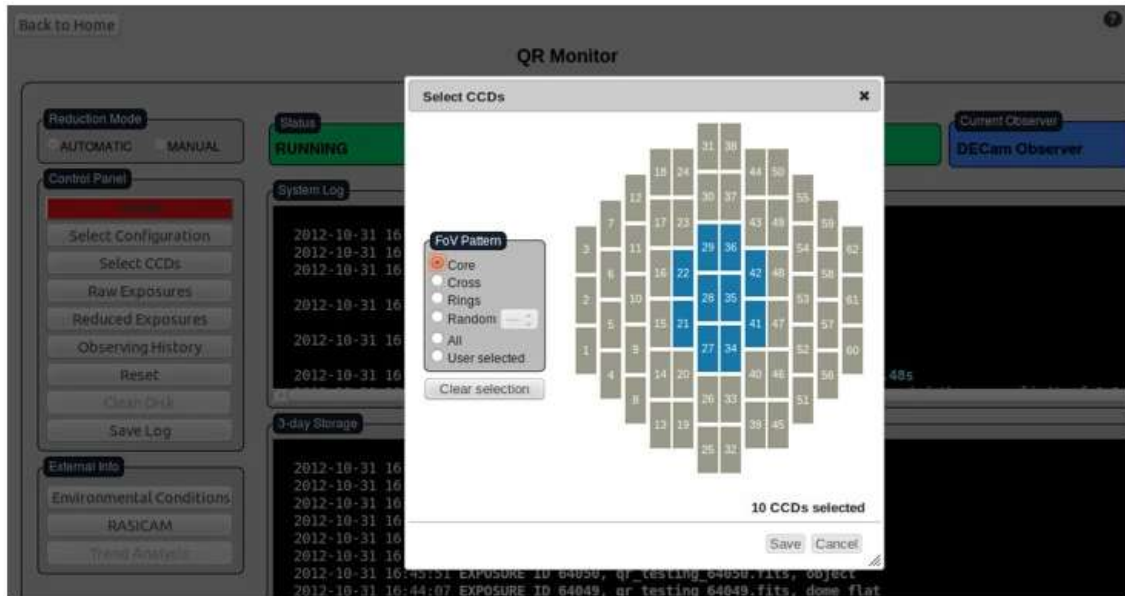 Back to Home
?
QR Monitor
Reduction Mode
AUTOMATIC MANUAL
Status
RUNNING
Current Observer
DECam Observer
Control Panel
Select Configuration
Select CCDs
Raw Exposures
Reduced Exposures
Observing History
Reset
Clean Disk
Save Log
External Info
Environmental Conditions
RASICAM
Trend Analysis
System Log
2012-10-31 16
2012-10-31 16
2012-10-31 16
2012-10-31 16
2012-10-31 16
2012-10-31 16
48s
3-day Storage
2012-10-31 16
2012-10-31 16
2012-10-31 16
2012-10-31 16
2012-10-31 16
2012-10-31 16
2012-10-31 16:45:51 EXPOSURE ID 64050, qr_testing_64050.fits, object
2012-10-31 16:44:07 EXPOSURE ID 64049, qr_testing_64049.fits, dome flat
Select CCDs
FoV Pattern
Core
Cross
Rings
Random
All
User selected
Clear selection
31 38
18 24 44 50
12 30 37 55
7 17 23 43 49 59
3 11 29 36 54 62
6 16 22 42 48 58
2 10 28 35 53 61
5 15 21 41 47 57
1 9 27 34 52 60
4 14 20 40 46 56
8 26 33 51
13 19 39 45
25 32
10 CCDs selected
Save Cancel